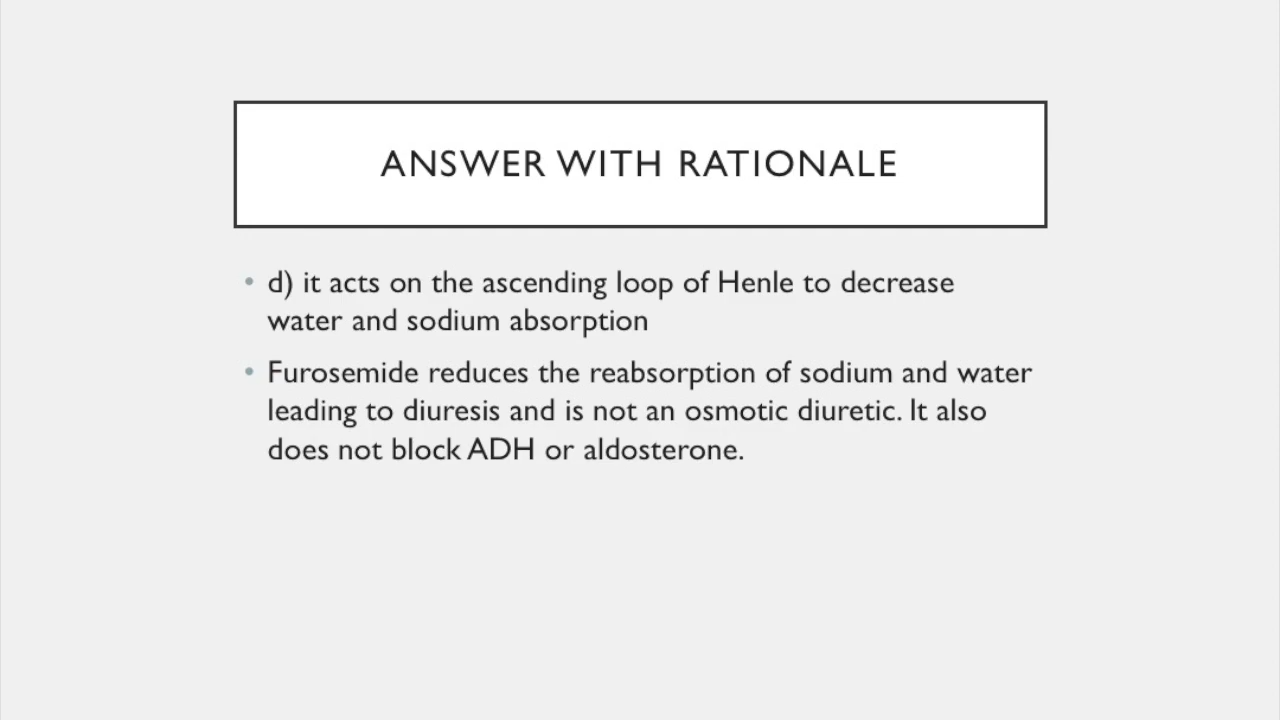 ANSWER WITH RATIONALE
• d) it acts on the ascending loop of Henle to decrease
water and sodium absorption
• Furosemide reduces the reabsorption of sodium and water
leading to diuresis and is not an osmotic diuretic. It also
does not block ADH or aldosterone.